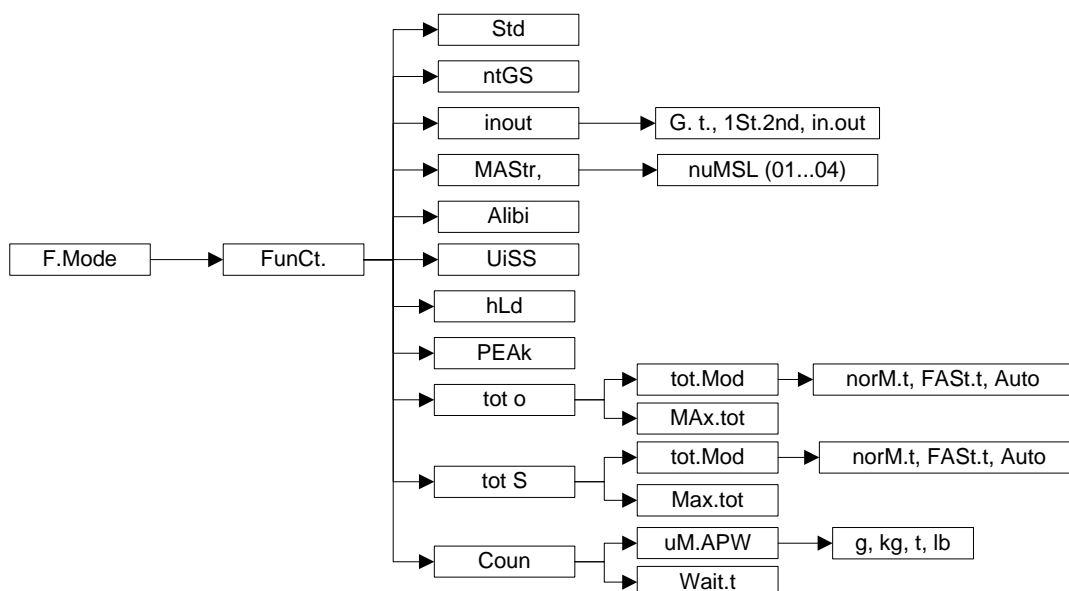 Std
ntGS
inout
G. t., 1St.2nd, in.out
MAStr,
nuMSL (01...04)
Alibi
F.Mode
FunCt.
UiSS
hLd
PEAk
tot.Mod
norM.t, FASt.t, Auto
tot o
MAx.tot
tot.Mod
norM.t, FASt.t, Auto
tot S
Max.tot
uM.APW
g, kg, t, lb
Coun
Wait.t